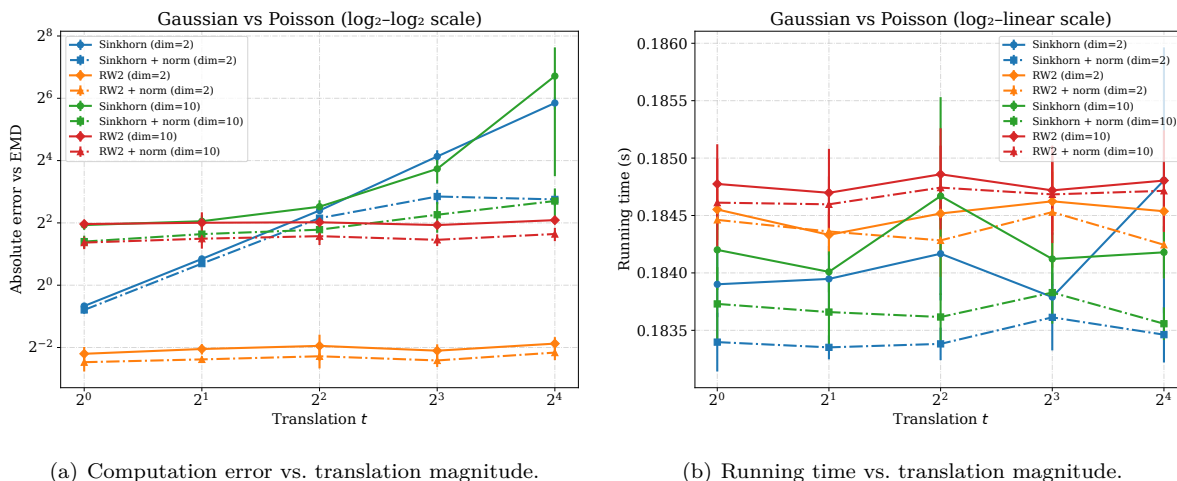 Gaussian vs Poisson (log₂–log₂ scale)
2⁸
2⁶
2⁴
2²
2⁰
2⁻²
Absolute error vs EMD
Sinkhorn (dim=2)
Sinkhorn + norm (dim=2)
RW2 (dim=2)
RW2 + norm (dim=2)
Sinkhorn (dim=10)
Sinkhorn + norm (dim=10)
RW2 (dim=10)
RW2 + norm (dim=10)
2⁰ 2¹ 2² 2³ 2⁴
Translation t
(a) Computation error vs. translation magnitude.
Gaussian vs Poisson (log₂–linear scale)
0.1860
0.1855
0.1850
0.1845
0.1840
0.1835
Running time (s)
Sinkhorn (dim=2)
Sinkhorn + norm (dim=2)
RW2 (dim=2)
RW2 + norm (dim=2)
Sinkhorn (dim=10)
Sinkhorn + norm (dim=10)
RW2 (dim=10)
RW2 + norm (dim=10)
2⁰ 2¹ 2² 2³ 2⁴
Translation t
(b) Running time vs. translation magnitude.